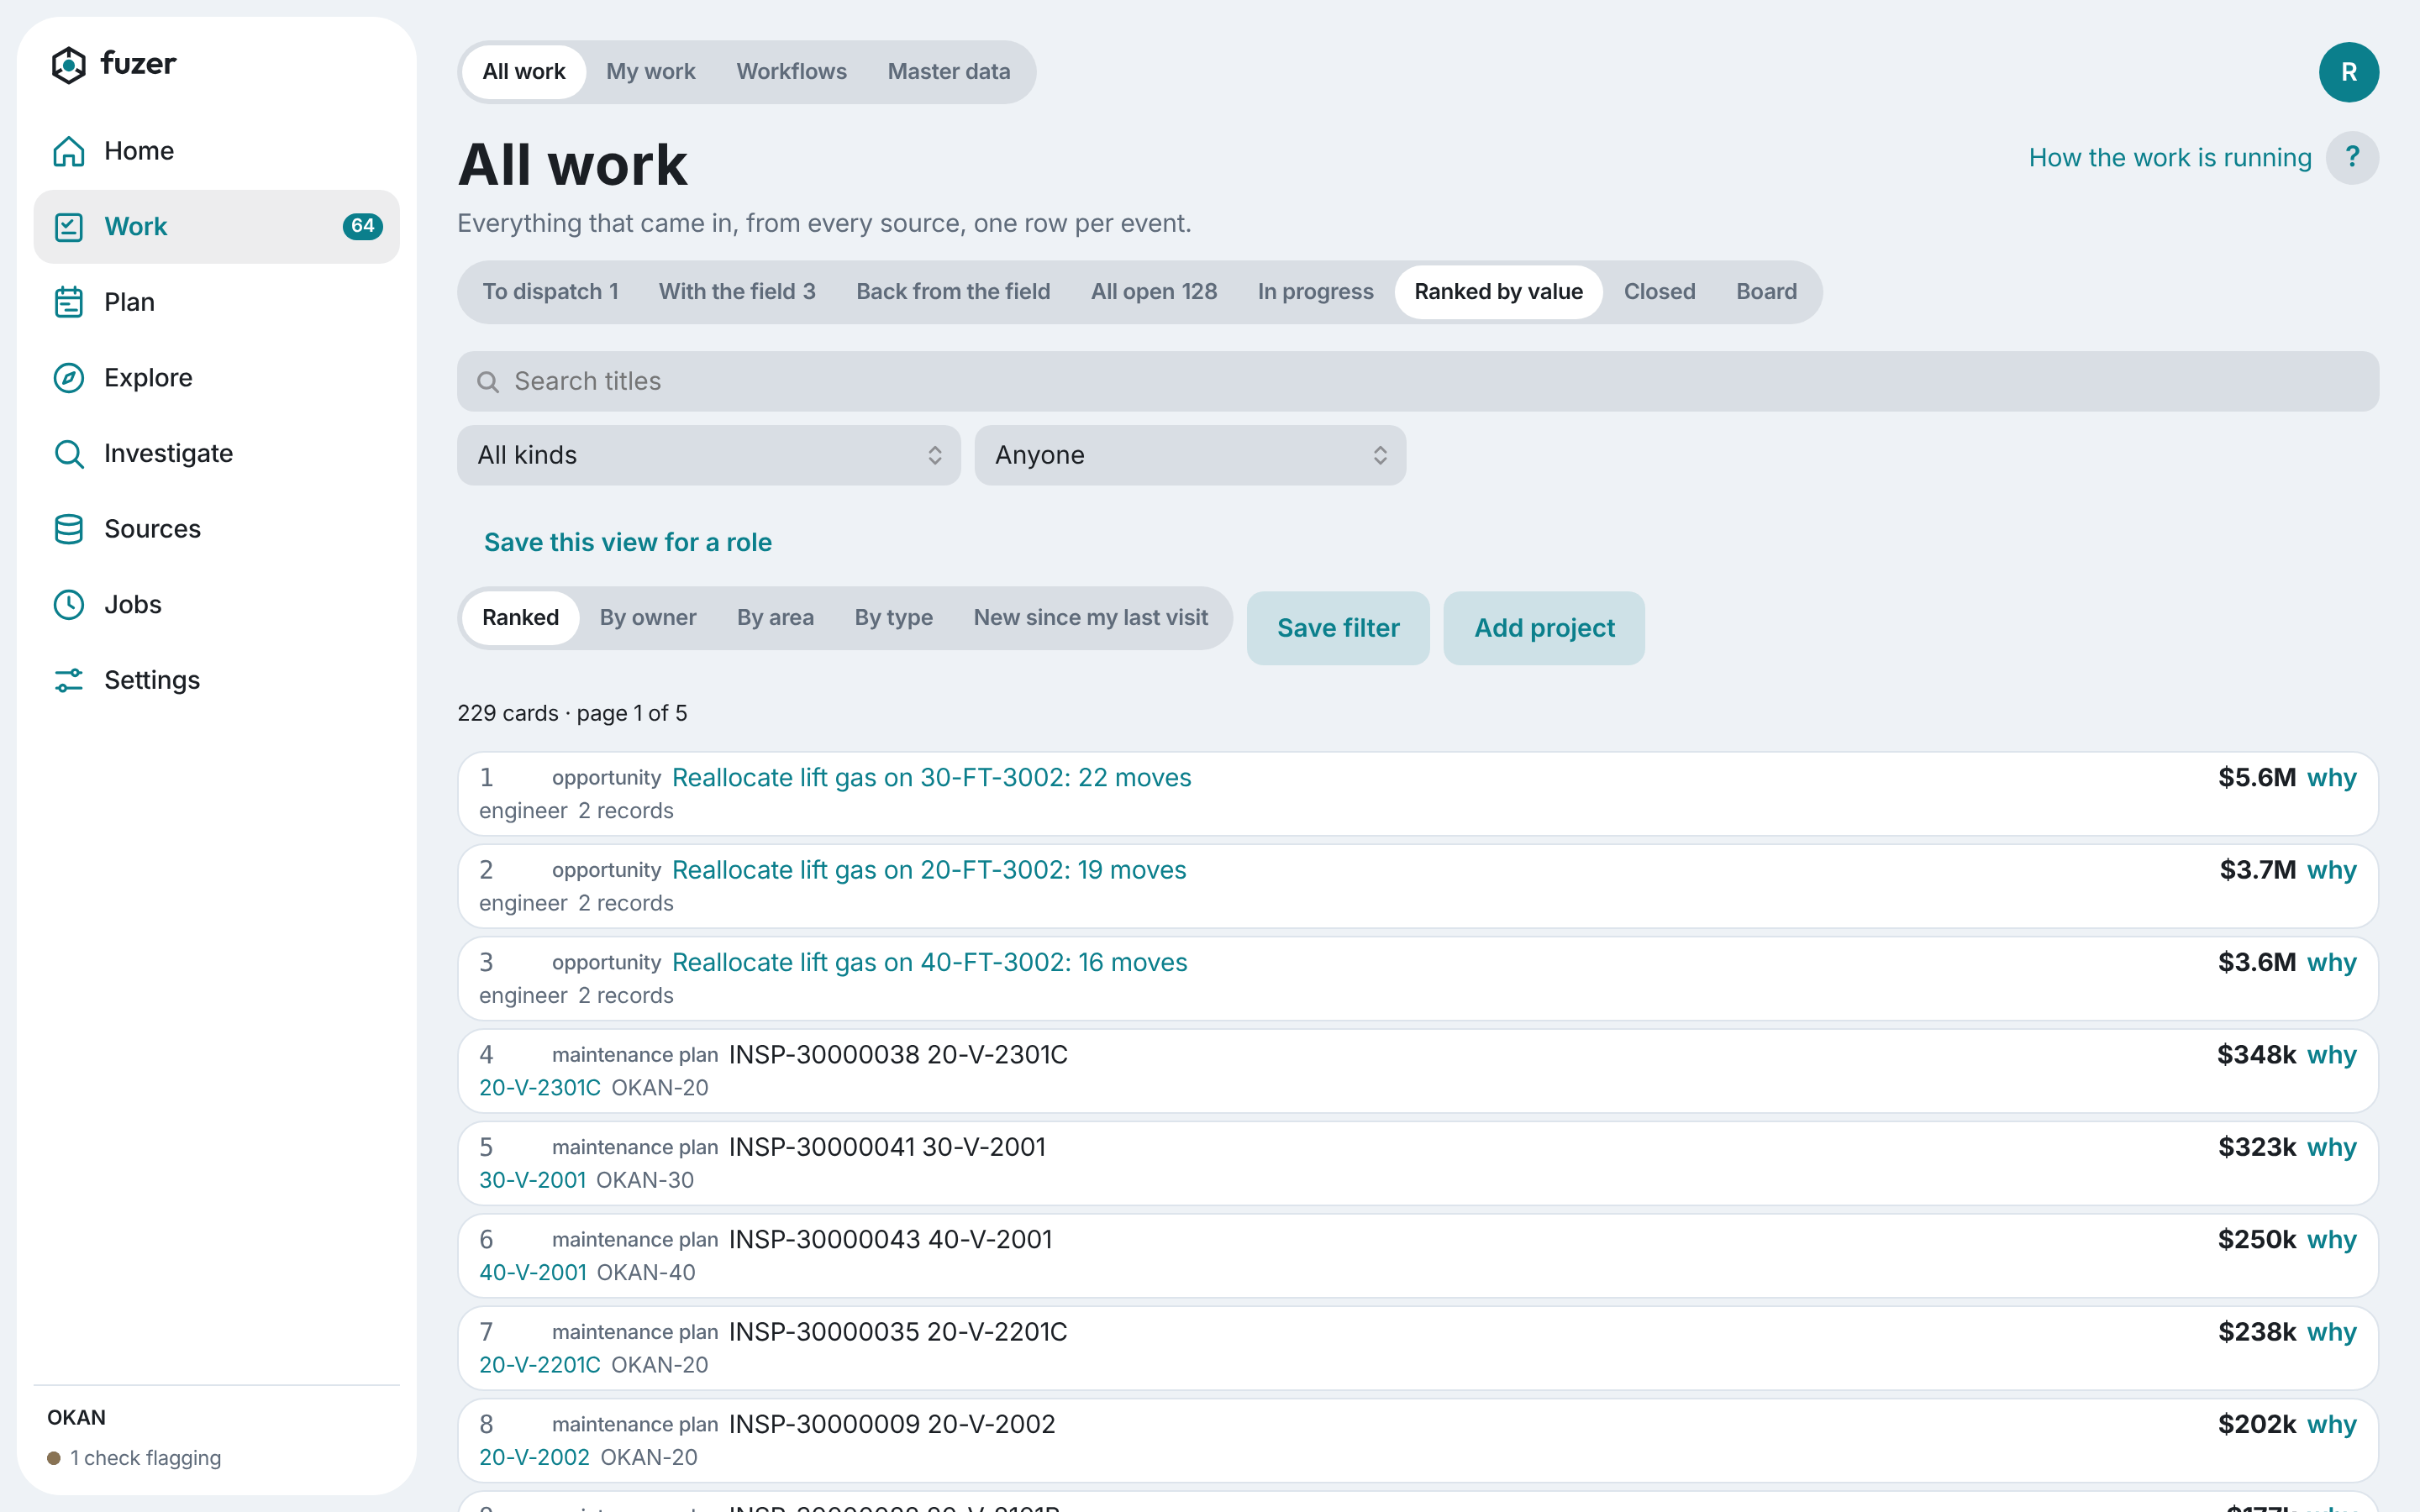 fuzer
Home
Work 64
Plan
Explore
Investigate
Sources
Jobs
Settings
OKAN
1 check flagging
All work My work Workflows Master data
R
All work
How the work is running ?
Everything that came in, from every source, one row per event.
To dispatch 1 With the field 3 Back from the field All open 128 In progress Ranked by value Closed Board
Search titles
All kinds Anyone
Save this view for a role
Ranked By owner By area By type New since my last visit Save filter Add project
229 cards · page 1 of 5
1 opportunity Reallocate lift gas on 30-FT-3002: 22 moves $5.6M why
engineer 2 records
2 opportunity Reallocate lift gas on 20-FT-3002: 19 moves $3.7M why
engineer 2 records
3 opportunity Reallocate lift gas on 40-FT-3002: 16 moves $3.6M why
engineer 2 records
4 maintenance plan INSP-30000038 20-V-2301C $348k why
20-V-2301C OKAN-20
5 maintenance plan INSP-30000041 30-V-2001 $323k why
30-V-2001 OKAN-30
6 maintenance plan INSP-30000043 40-V-2001 $250k why
40-V-2001 OKAN-40
7 maintenance plan INSP-30000035 20-V-2201C $238k why
20-V-2201C OKAN-20
8 maintenance plan INSP-30000009 20-V-2002 $202k why
20-V-2002 OKAN-20